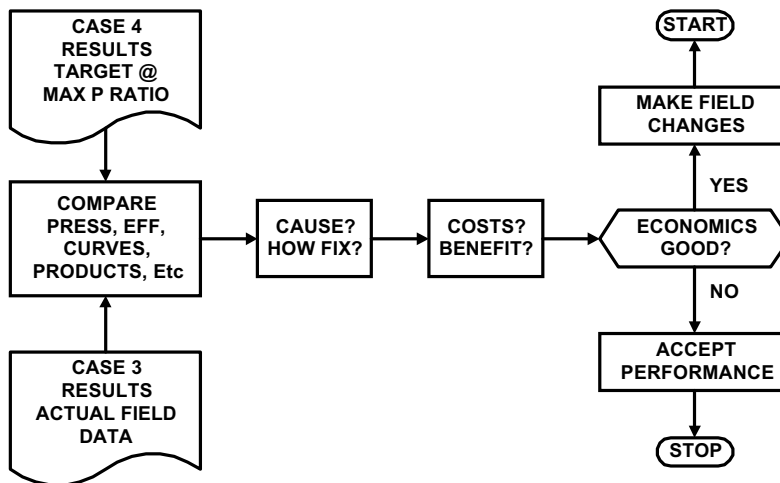 CASE 4
RESULTS
TARGET @
MAX P RATIO
COMPARE
PRESS, EFF,
CURVES,
PRODUCTS, Etc
CASE 3
RESULTS
ACTUAL FIELD
DATA
CAUSE?
HOW FIX?
COSTS?
BENEFIT?
ECONOMICS
GOOD?
YES
MAKE FIELD
CHANGES
START
NO
ACCEPT
PERFORMANCE
STOP